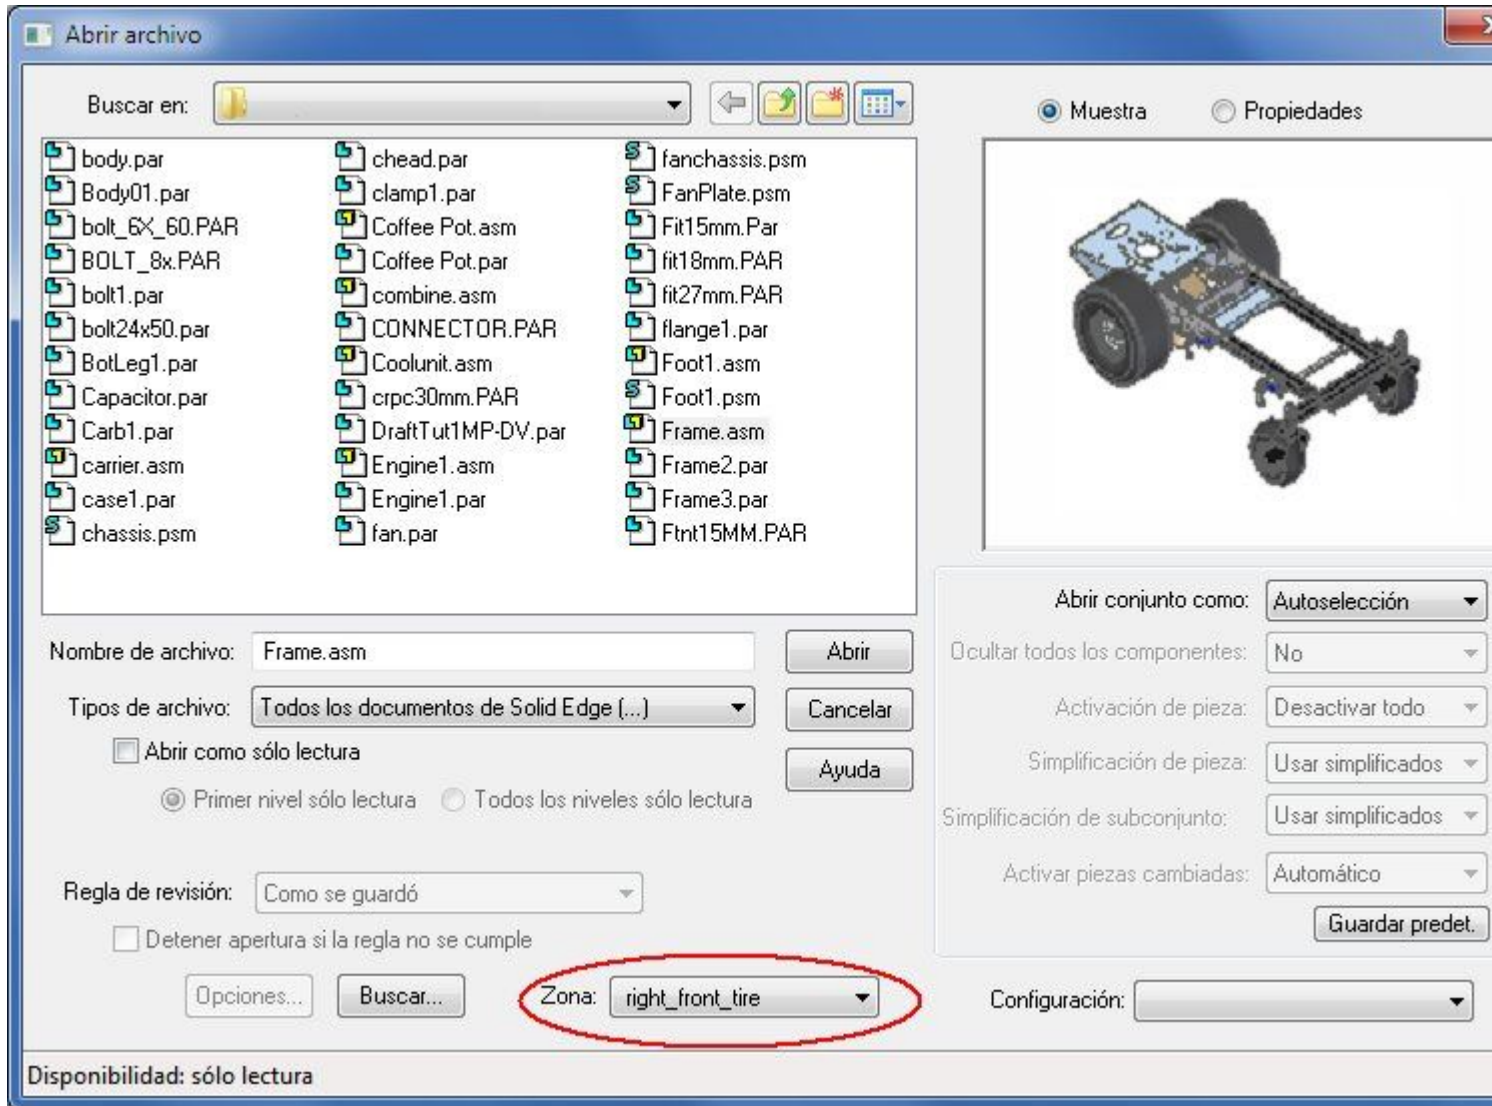 Abrir archivo
Buscar en:
Muestra
Propiedades
body.par
Body01.par
bolt_6X_60.PAR
BOLT_8x.PAR
bolt1.par
bolt24x50.par
BotLeg1.par
Capacitor.par
Carb1.par
carrier.asm
case1.par
chassis.psm
chead.par
clamp1.par
Coffee Pot.asm
Coffee Pot.par
combine.asm
CONNECTOR.PAR
Coolunit.asm
crpc30mm.PAR
DraftTut1MP-DV.par
Engine1.asm
Engine1.par
fan.par
fanchassis.psm
FanPlate.psm
Fit15mm.Par
fit18mm.PAR
fit27mm.PAR
flange1.par
Foot1.asm
Foot1.psm
Frame.asm
Frame2.par
Frame3.par
Ftnt15MM.PAR
Nombre de archivo: Frame.asm
Abrir
Tipos de archivo: Todos los documentos de Solid Edge (...)
Cancelar
Abrir como sólo lectura
Ayuda
Primer nivel sólo lectura
Todos los niveles sólo lectura
Regla de revisión: Como se guardó
Detener apertura si la regla no se cumple
Opciones...
Buscar...
Zona: right_front_tire
Abrir conjunto como: Autoselección
Ocultar todos los componentes: No
Activación de pieza: Desactivar todo
Simplificación de pieza: Usar simplificados
Simplificación de subconjunto: Usar simplificados
Activar piezas cambiadas: Automático
Guardar predet.
Configuración:
Disponibilidad: sólo lectura